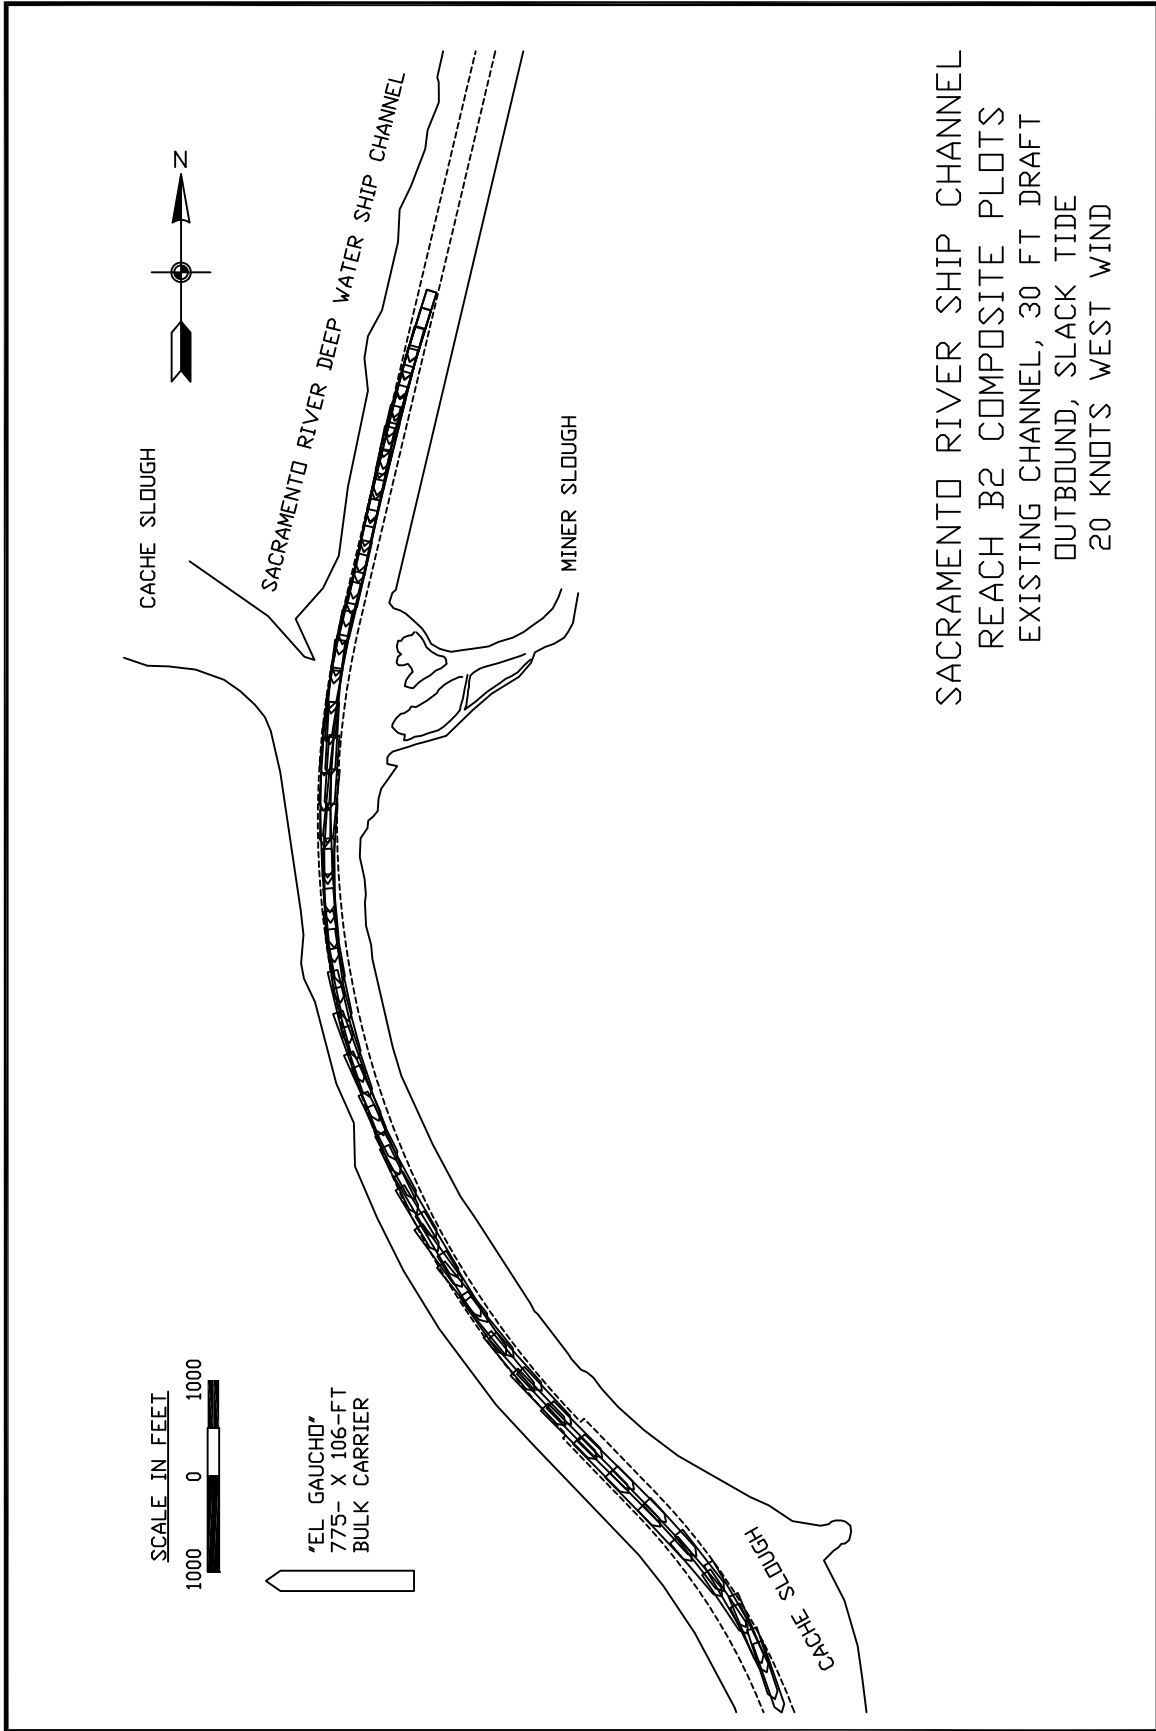 SCALE IN FEET
1000 0 1000
"EL GAUCHO"
775- X 106-FT
BULK CARRIER
CACHE SLOUGH
SACRAMENTO RIVER DEEP WATER SHIP CHANNEL
N
MINER SLOUGH
CACHE SLOUGH
SACRAMENTO RIVER SHIP CHANNEL
REACH B2 COMPOSITE PLOTS
EXISTING CHANNEL, 30 FT DRAFT
OUTBOUND, SLACK TIDE
20 KNOTS WEST WIND